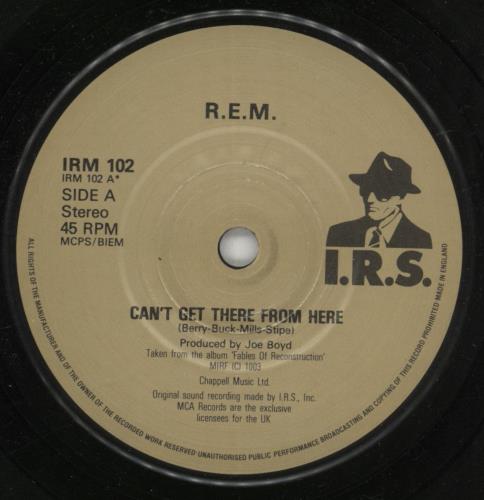 R.E.M.
IRM 102
IRM 102 A*
SIDE A
Stereo
45 RPM
MCPS/BIEM
I.R.S.
CAN'T GET THERE FROM HERE
(Berry-Buck-Mills-Stipe)
Produced by Joe Boyd
Taken from the album 'Fables Of Reconstruction'
MIRF (C) 1003
Chappell Music Ltd.
Original sound recording made by I.R.S., Inc.
MCA Records are the exclusive
licensees for the UK
ALL RIGHTS OF THE MANUFACTURER AND OF THE OWNER OF THE RECORDED WORK RESERVED UNAUTHORISED PUBLIC PERFORMANCE BROADCASTING AND COPYING OF THIS RECORD PROHIBITED MADE IN ENGLAND